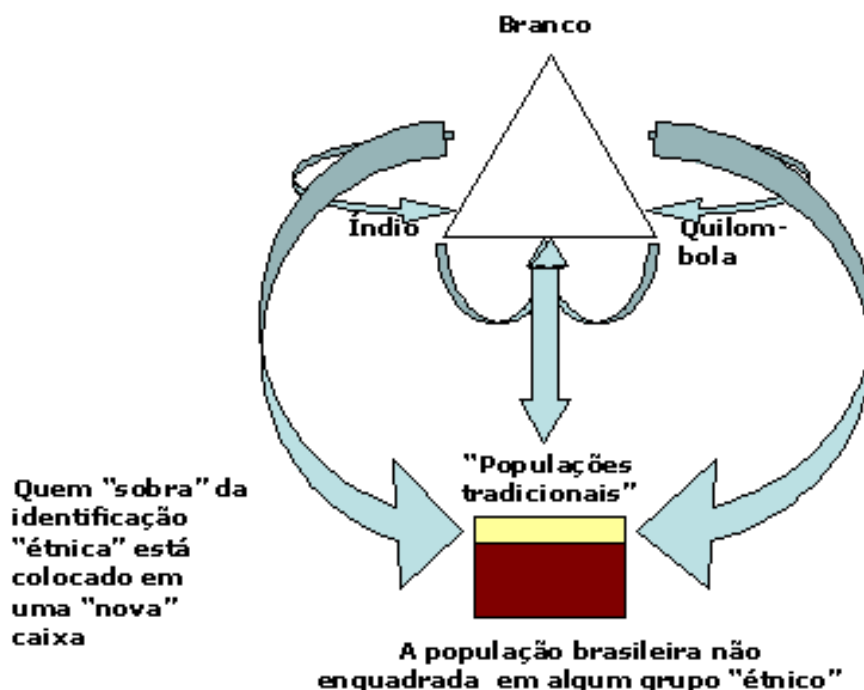 Branco
Índio
Quilom-
bola
"Populações
tradicionais"
Quem "sobra" da
identificação
"étnica" está
colocado em
uma "nova"
caixa
A população brasileira não
enquadrada em algum grupo "étnico"